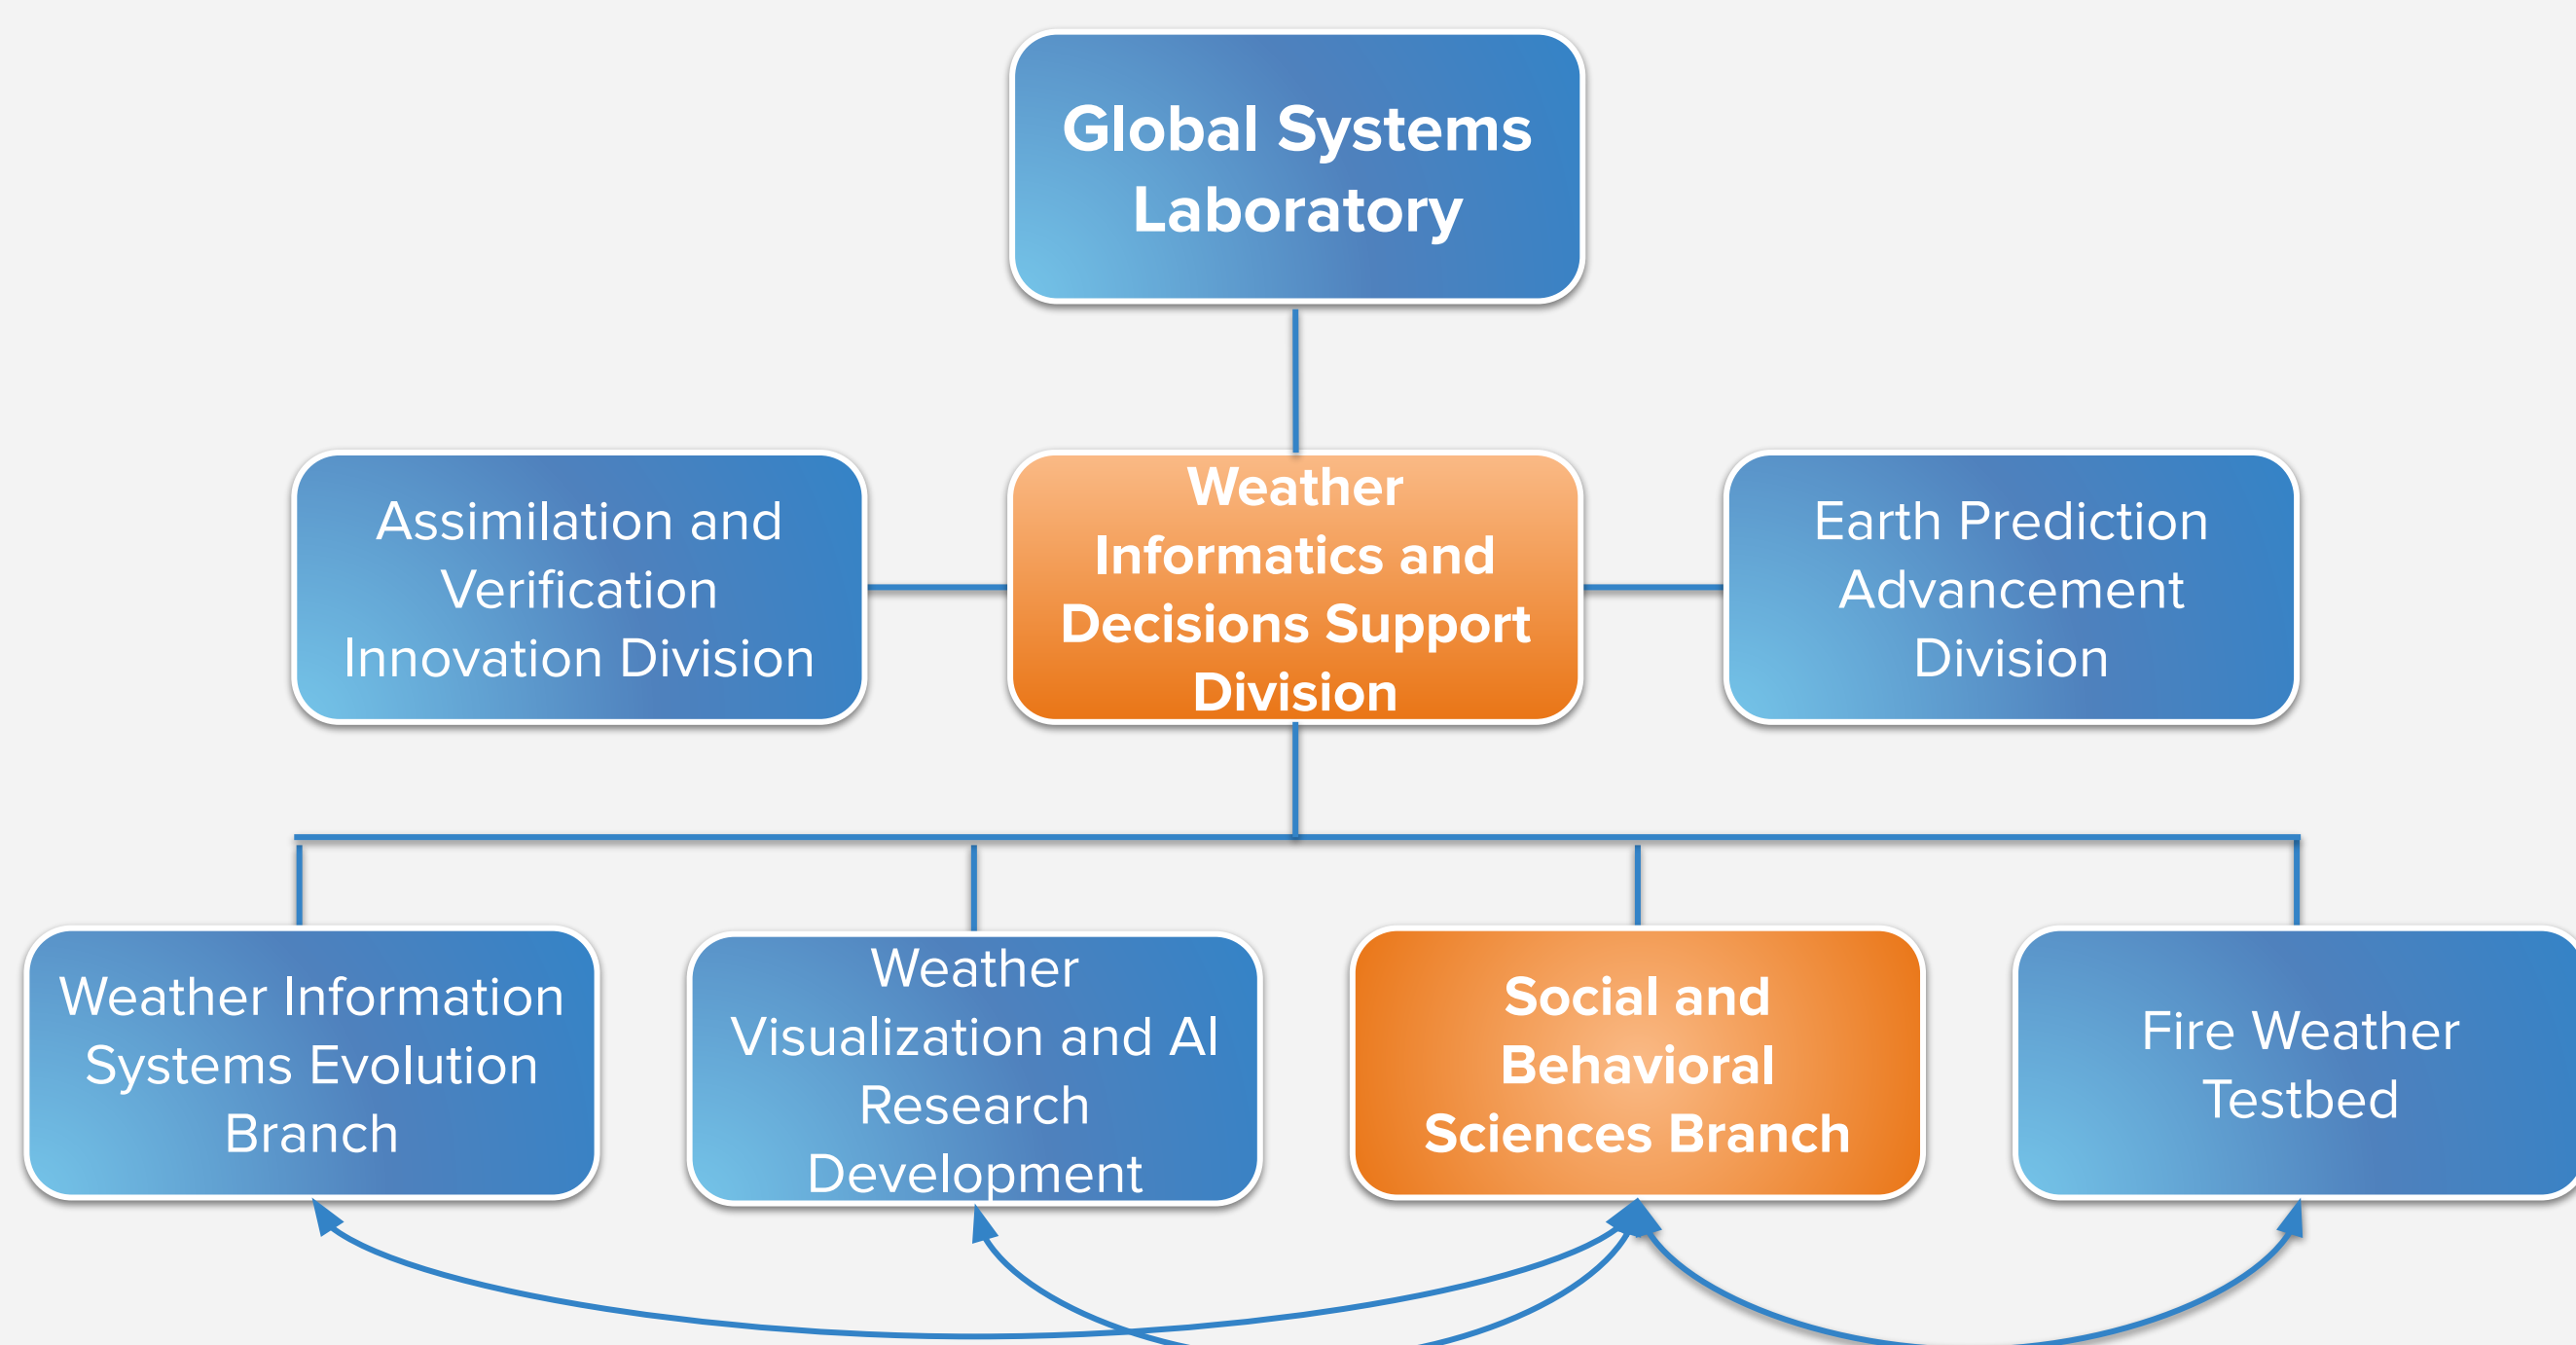 Global Systems
Laboratory
Assimilation and
Verification
Innovation Division
Weather
Informatics and
Decisions Support
Division
Earth Prediction
Advancement
Division
Weather Information
Systems Evolution
Branch
Weather
Visualization and AI
Research
Development
Social and
Behavioral
Sciences Branch
Fire Weather
Testbed